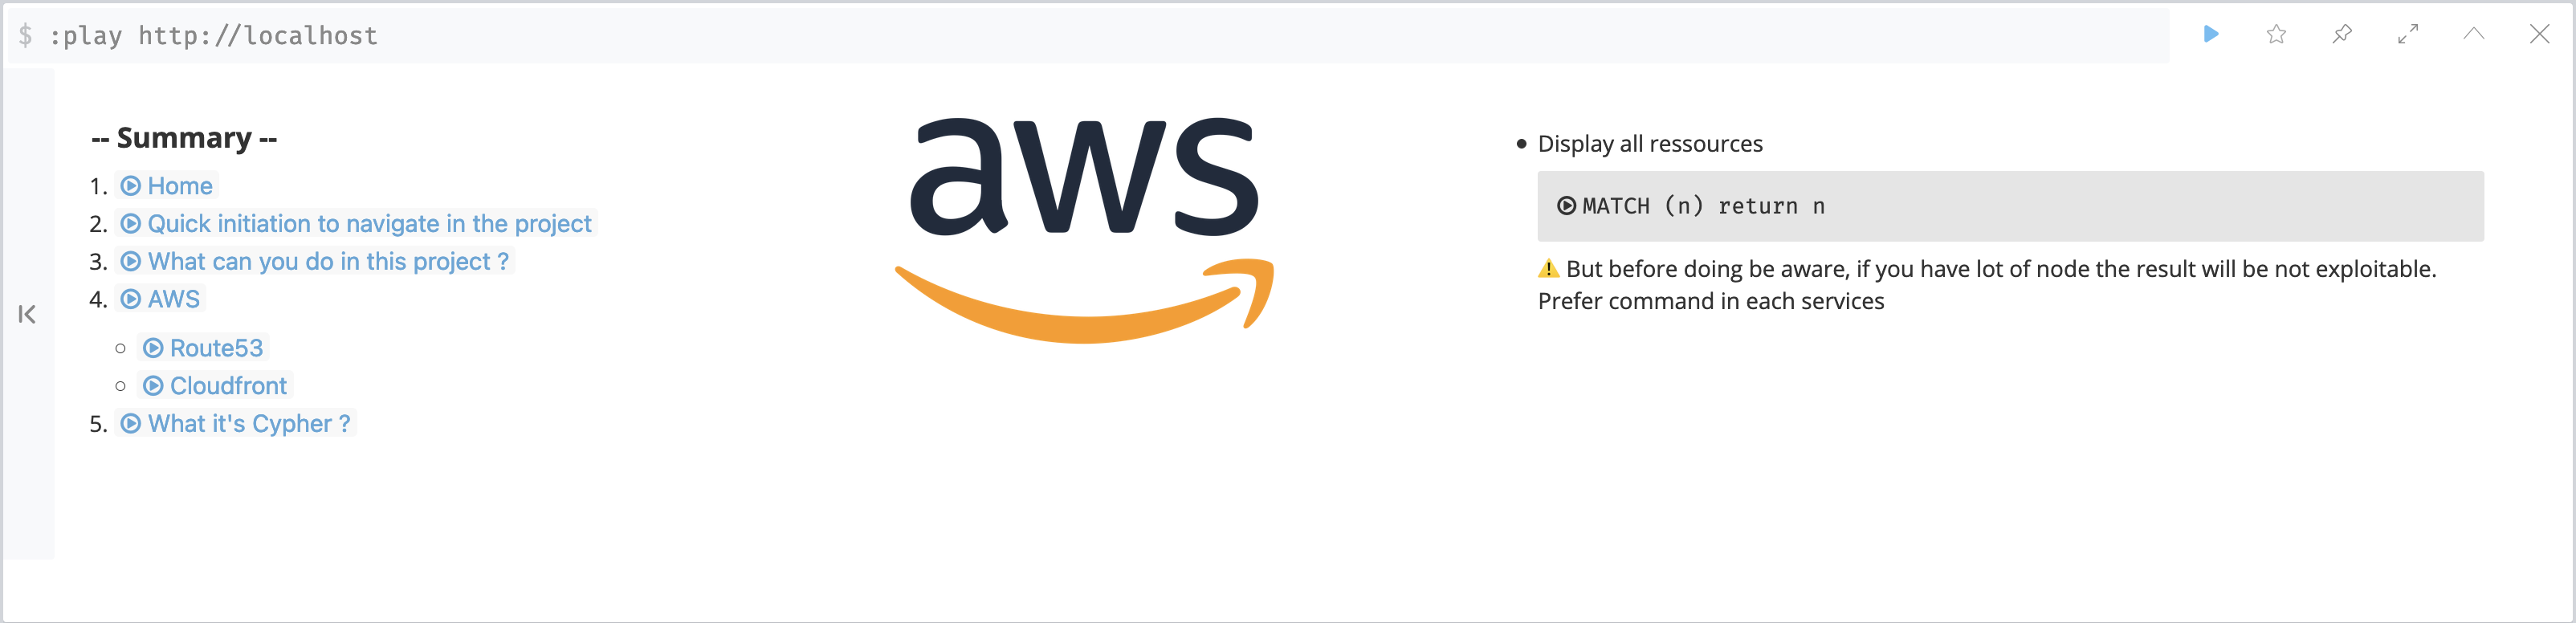 $ :play http://localhost
-- Summary --
1. Home
2. Quick initiation to navigate in the project
3. What can you do in this project ?
4. AWS
Route53
Cloudfront
5. What it's Cypher ?
aws
Display all ressources
MATCH (n) return n
⚠️ But before doing be aware, if you have lot of node the result will be not exploitable.
Prefer command in each services